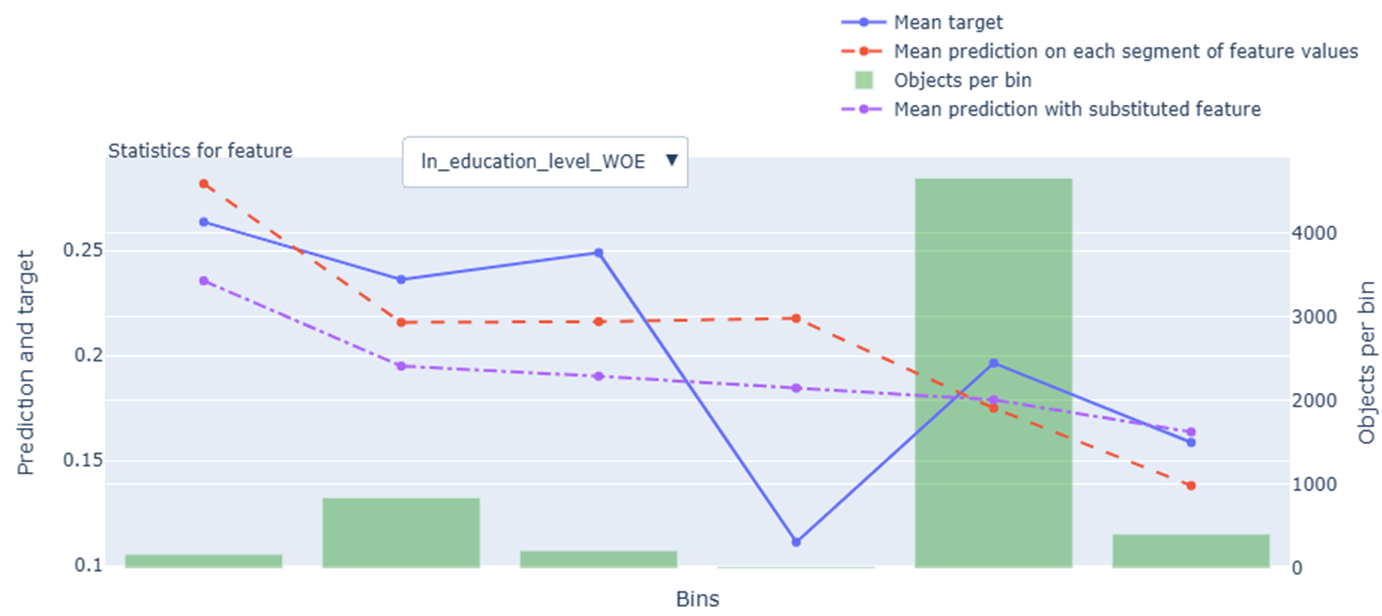 Mean target
Mean prediction on each segment of feature values
Objects per bin
Mean prediction with substituted feature
Statistics for feature
ln_education_level_WOE ▼
Prediction and target
0.25
0.2
0.15
0.1
4000
3000
2000
1000
0
Objects per bin
Bins